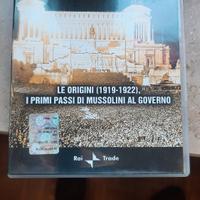 LE ORIGINI (1919-1922),
I PRIMI PASSI DI MUSSOLINI AL GOVERNO
Rai Trade